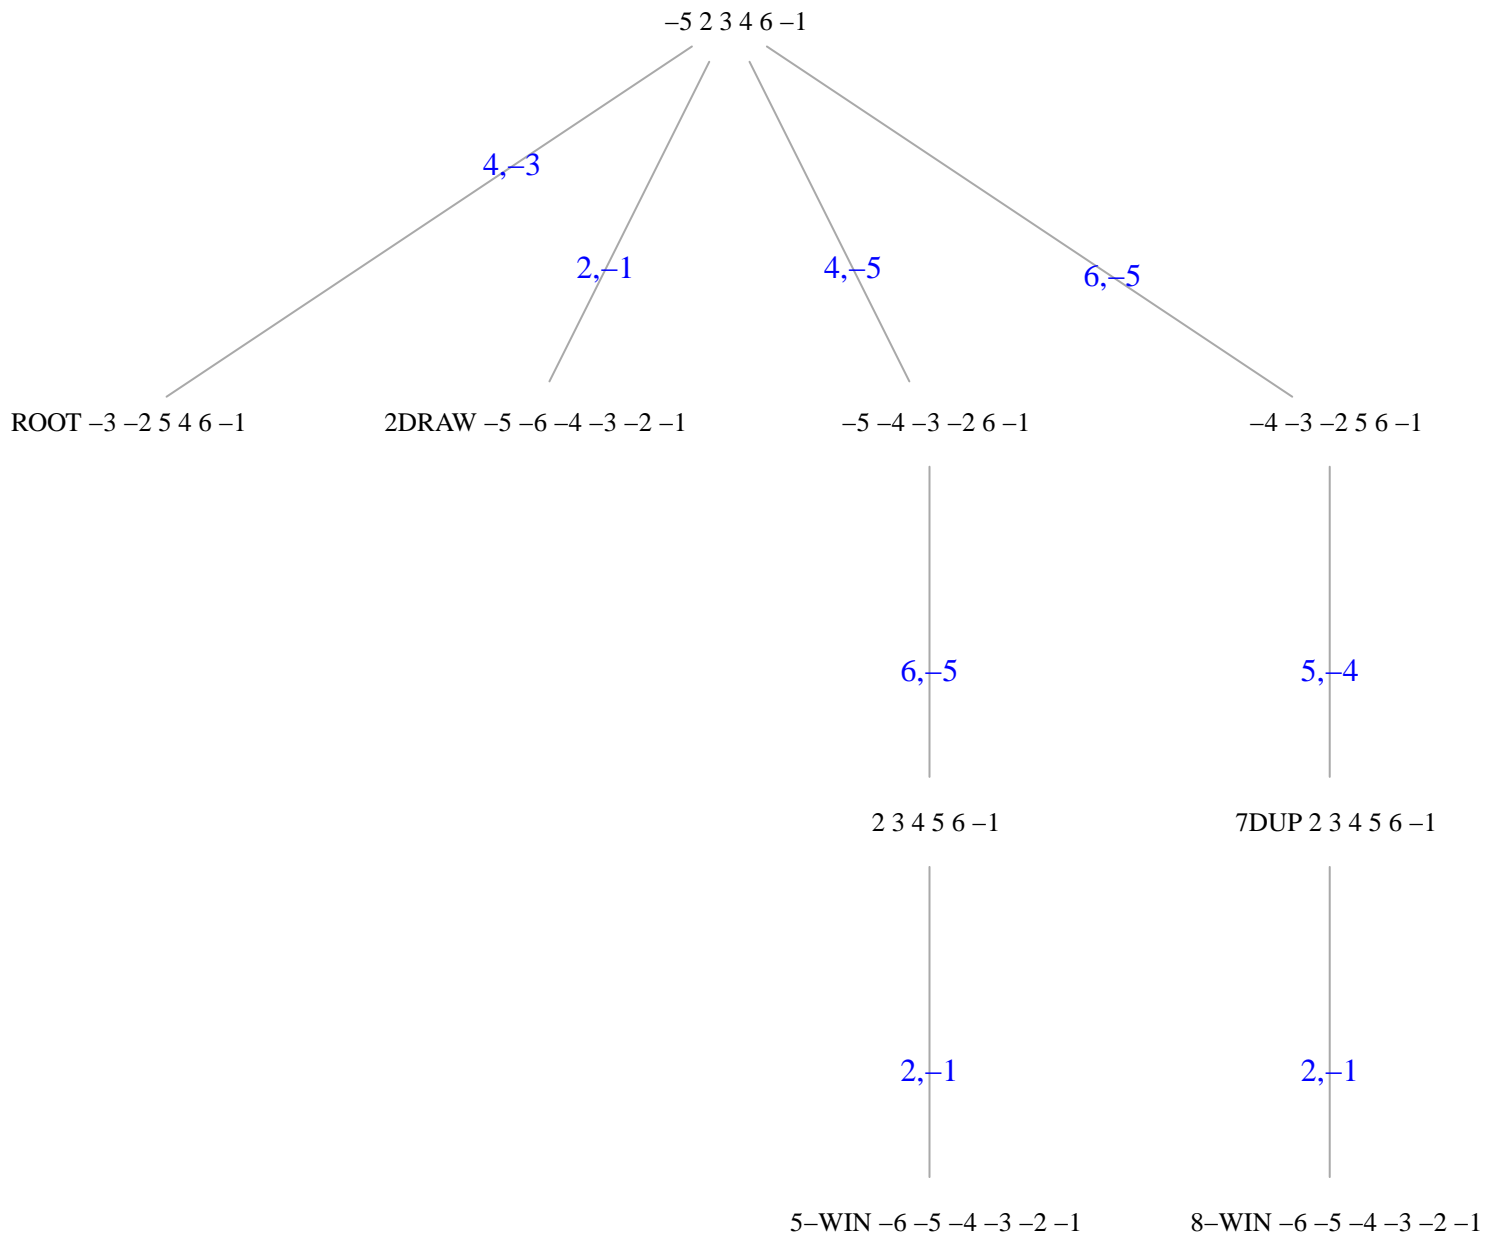 –5 2 3 4 6 –1
4,–3
2,–1
4,–5
6,–5
ROOT –3 –2 5 4 6 –1
2DRAW –5 –6 –4 –3 –2 –1
–5 –4 –3 –2 6 –1
–4 –3 –2 5 6 –1
6,–5
5,–4
2 3 4 5 6 –1
7DUP 2 3 4 5 6 –1
2,–1
2,–1
5–WIN –6 –5 –4 –3 –2 –1
8–WIN –6 –5 –4 –3 –2 –1